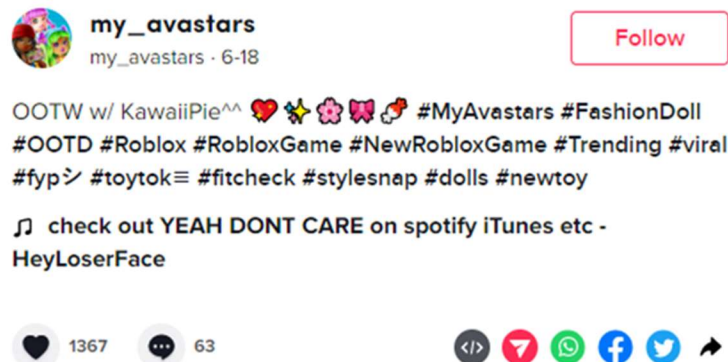 my_avastars
my_avastars · 6-18
Follow
OOTW w/ KawaiiPie^^ 💖✨🌸🎀🍡 #MyAvastars #FashionDoll
#OOTD #Roblox #RobloxGame #NewRobloxGame #Trending #viral
#fypシ #toytok≡ #fitcheck #stylesnap #dolls #newtoy
♫ check out YEAH DONT CARE on spotify iTunes etc -
HeyLoserFace
1367
63